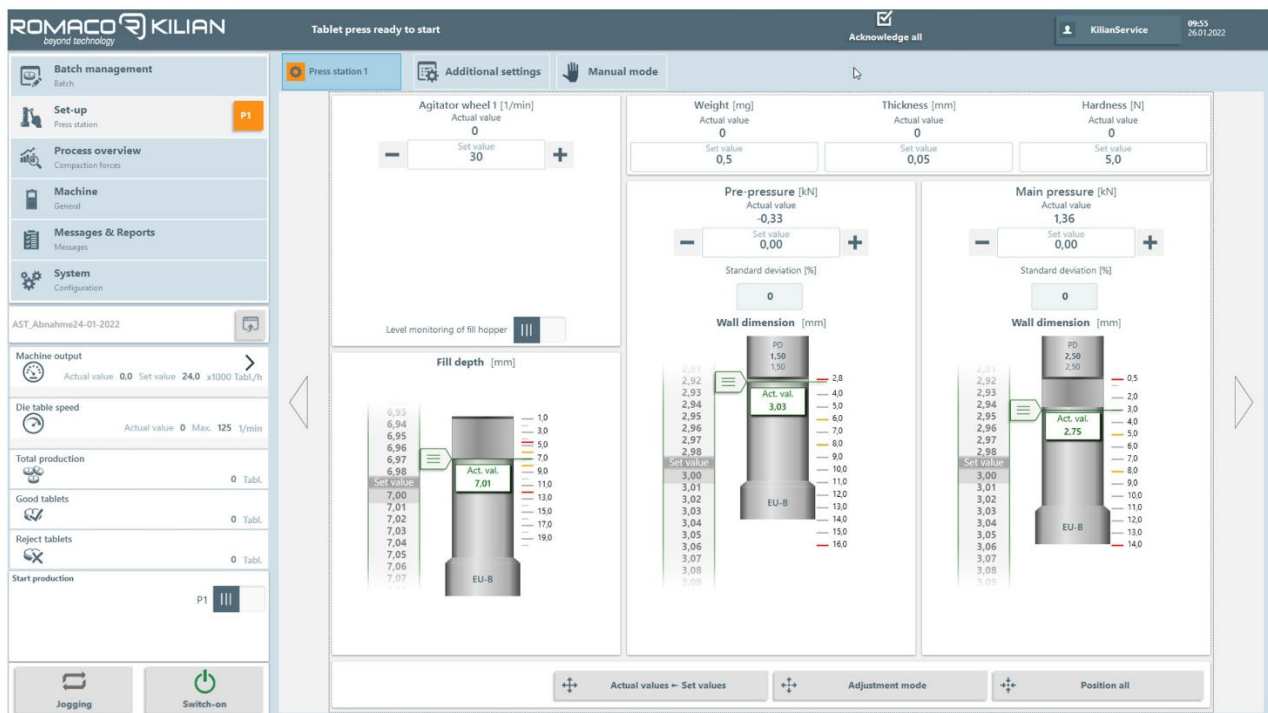 ROMACO KILIAN
beyond technology
Tablet press ready to start
Acknowledge all
KilianService
09:55
26.01.2022
Batch management
Batch
Set-up
Press station
P1
Process overview
Compaction forces
Machine
General
Messages & Reports
Messages
System
Configuration
AST_Abnahme24-01-2022
Machine output
Actual value 0,0 Set value 24,0 x1000 Tabl./h
Die table speed
Actual value 0 Max. 125 1/min
Total production
0 Tabl.
Good tablets
0 Tabl.
Reject tablets
0 Tabl.
Start production
P1
Jogging
Switch-on
Press station 1
Additional settings
Manual mode
Agitator wheel 1 [1/min]
Actual value
0
Set value
30
Level monitoring of fill hopper
Fill depth [mm]
6,93
6,94
6,95
6,96
6,97
6,98
Set value
7,00
7,01
7,02
7,03
7,04
7,05
7,06
7,07
Act. val.
7,01
EU-B
1,0
3,0
5,0
7,0
9,0
11,0
13,0
15,0
17,0
19,0
Weight [mg]
Actual value
0
Set value
0,5
Thickness [mm]
Actual value
0
Set value
0,05
Hardness [N]
Actual value
0
Set value
5,0
Pre-pressure [kN]
Actual value
-0,33
Set value
0,00
Standard deviation [%]
0
Wall dimension [mm]
2,91
2,92
2,93
2,94
2,95
2,96
2,97
2,98
Set value
3,00
3,01
3,02
3,03
3,04
3,05
3,06
3,07
3,08
3,09
PD
1,50
1,50
Act. val.
3,03
EU-B
2,8
4,0
5,0
6,0
7,0
8,0
9,0
10,0
11,0
12,0
13,0
14,0
15,0
16,0
Main pressure [kN]
Actual value
1,36
Set value
0,00
Standard deviation [%]
0
Wall dimension [mm]
2,91
2,92
2,93
2,94
2,95
2,96
2,97
2,98
Set value
3,00
3,01
3,02
3,03
3,04
3,05
3,06
3,07
3,08
3,09
PD
2,50
2,50
Act. val.
2,75
EU-B
0,5
2,0
3,0
4,0
5,0
6,0
7,0
8,0
9,0
10,0
11,0
12,0
13,0
14,0
Actual values ← Set values
Adjustment mode
Position all